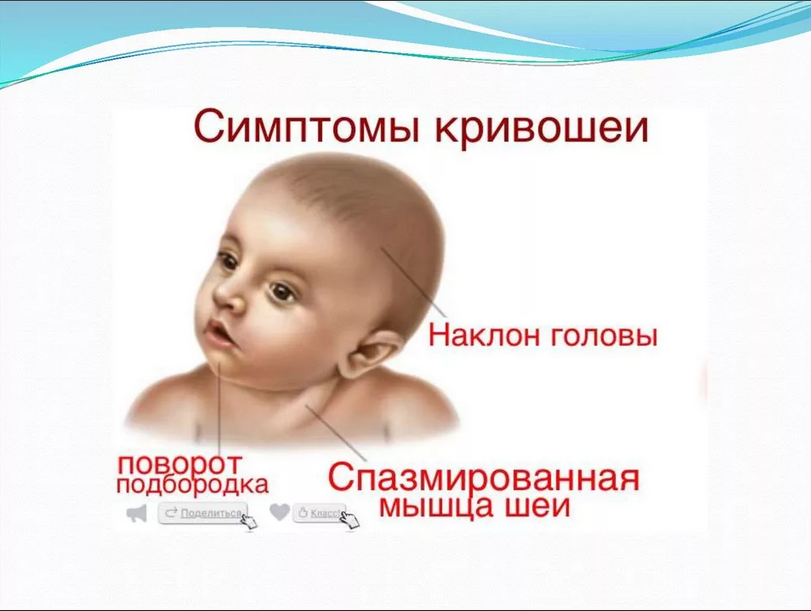 Симптомы кривошеи
Наклон головы
поворот
подбородка
Спазмированная
мышца шеи
Поделиться
Класс!